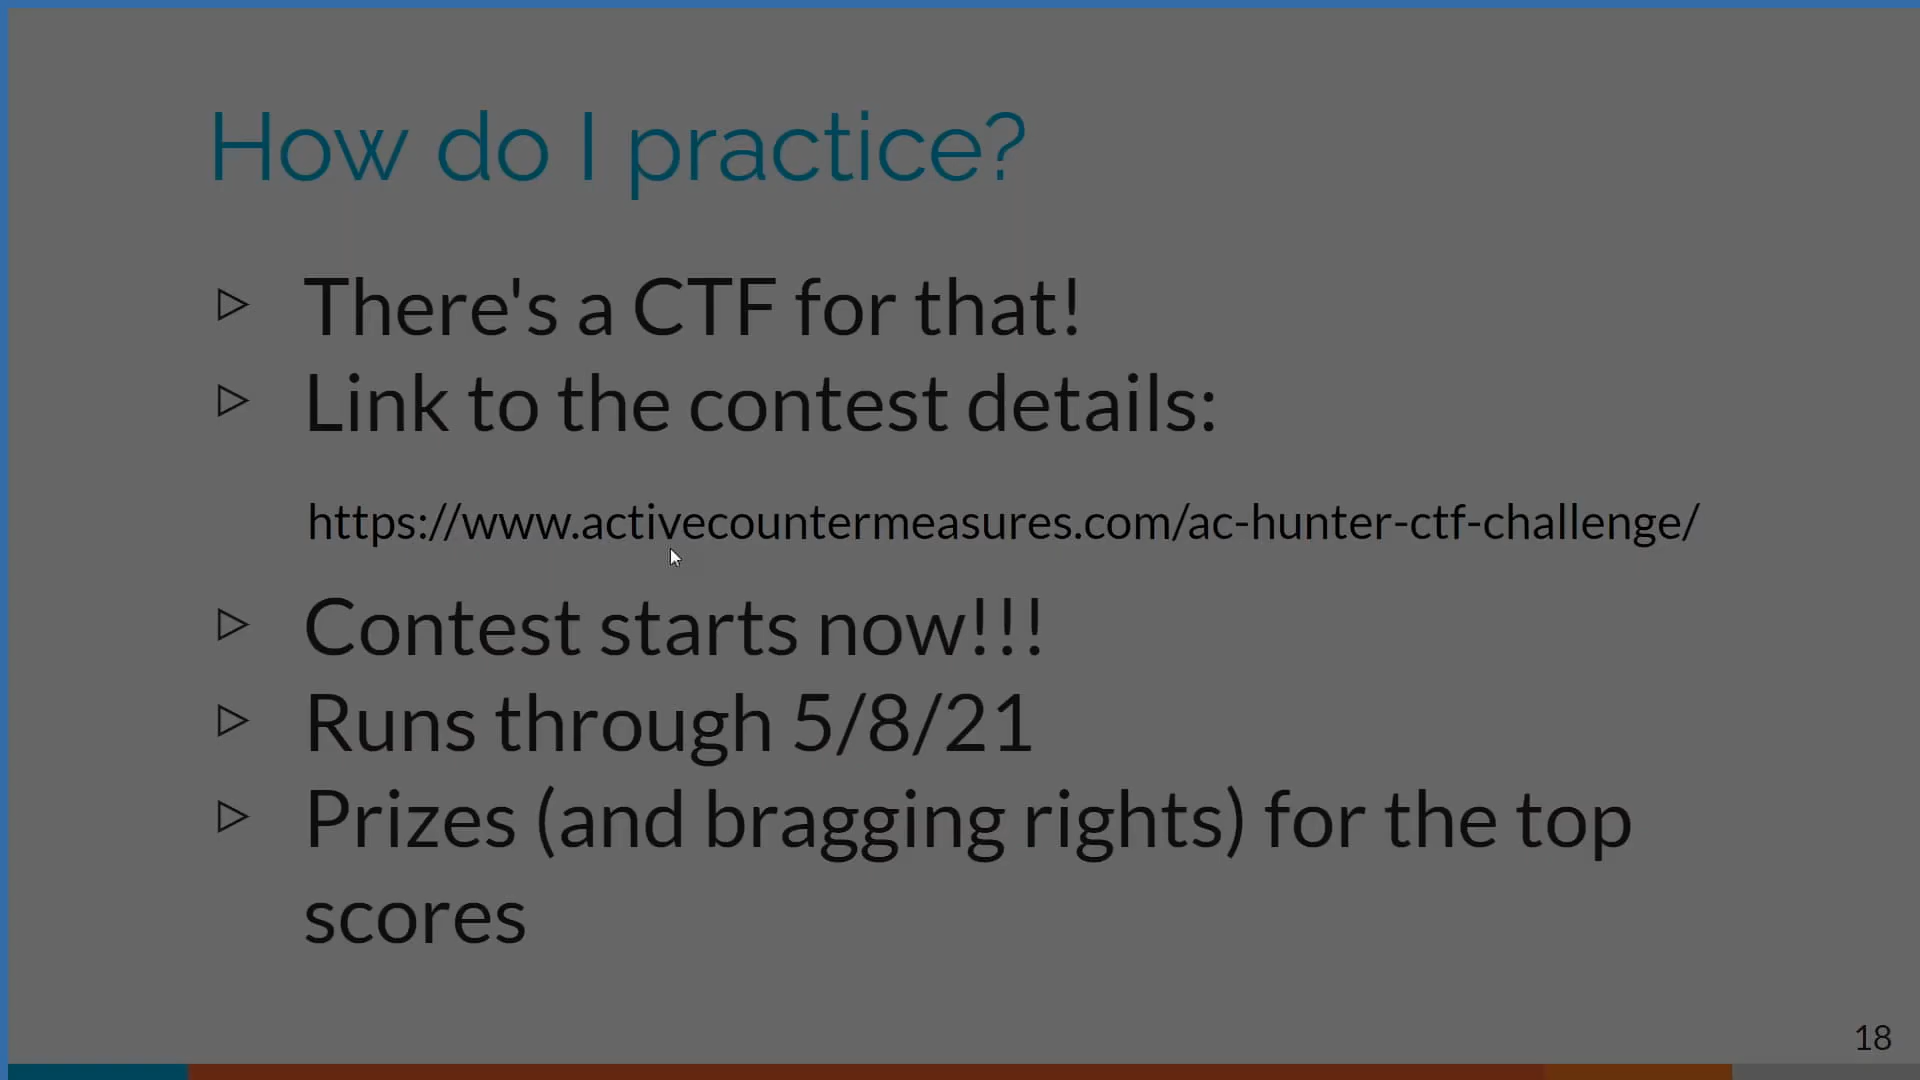 How do I practice?
▷ There's a CTF for that!
▷ Link to the contest details:
https://www.activecountermeasures.com/ac-hunter-ctf-challenge/
▷ Contest starts now!!!
▷ Runs through 5/8/21
▷ Prizes (and bragging rights) for the top
scores
18